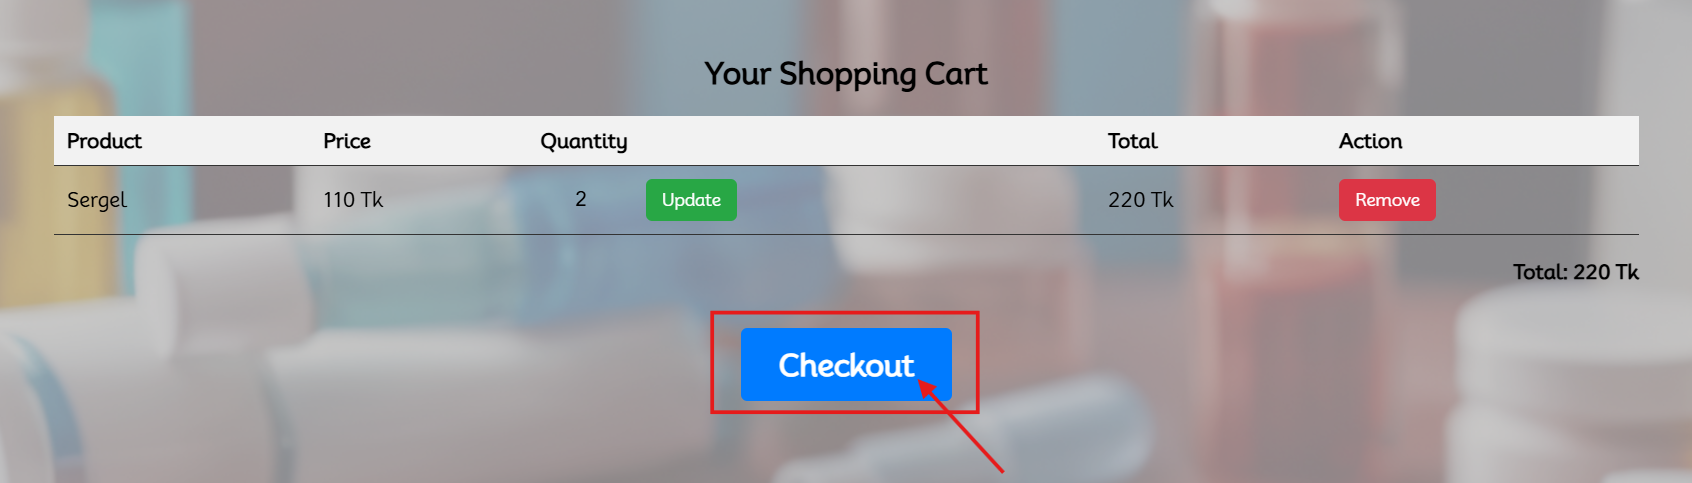 Your Shopping Cart
Product Price Quantity Total Action
Sergel 110 Tk 2 Update 220 Tk Remove
Total: 220 Tk
Checkout